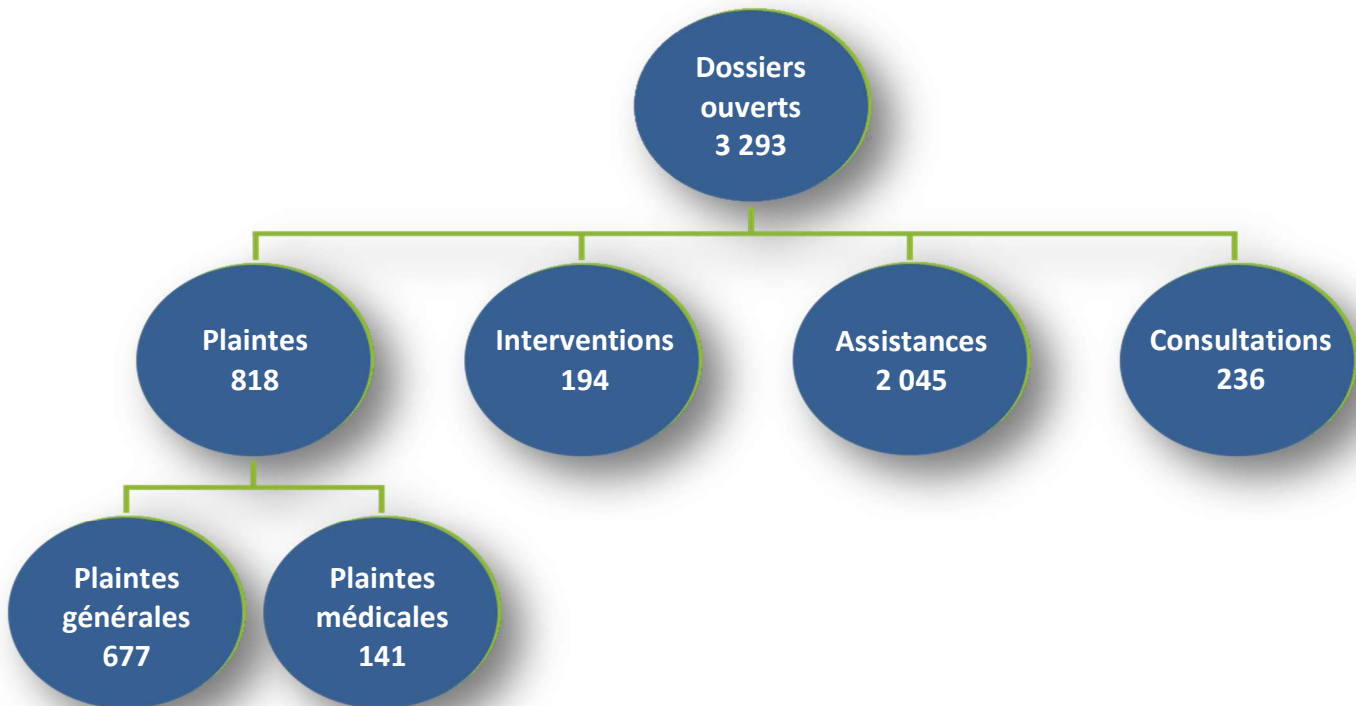 Dossiers
ouverts
3 293
Plaintes
818
Interventions
194
Assistances
2 045
Consultations
236
Plaintes
générales
677
Plaintes
médicales
141